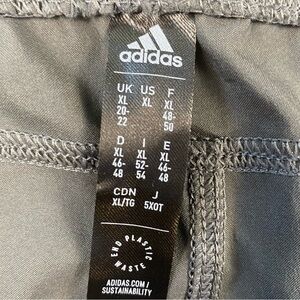 adidas
UK US F
XL XL XL
20- 48-
22 50
D I E
XL XL XL
46- 52- 46-
48 54 48
CDN J
XL/TG 5XOT
END PLASTIC WASTE
ADIDAS.COM/
SUSTAINABILITY